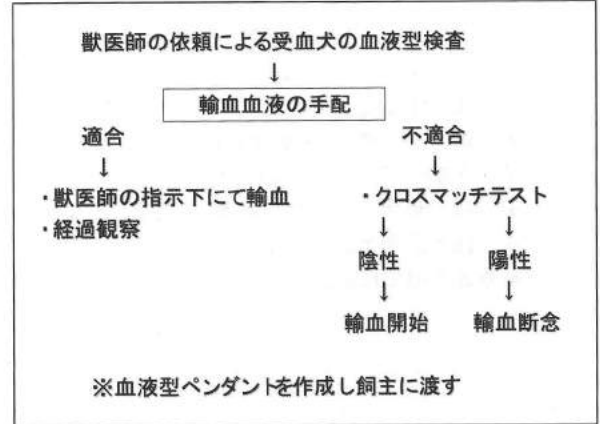 獣医師の依頼による受血犬の血液型検査
↓
輸血血液の手配
適合 不適合
↓ ↓
・獣医師の指示下にて輸血 ・クロスマッチテスト
・経過観察 ↓ ↓
陰性 陽性
↓ ↓
輸血開始 輸血断念
※血液型ペンダントを作成し飼主に渡す